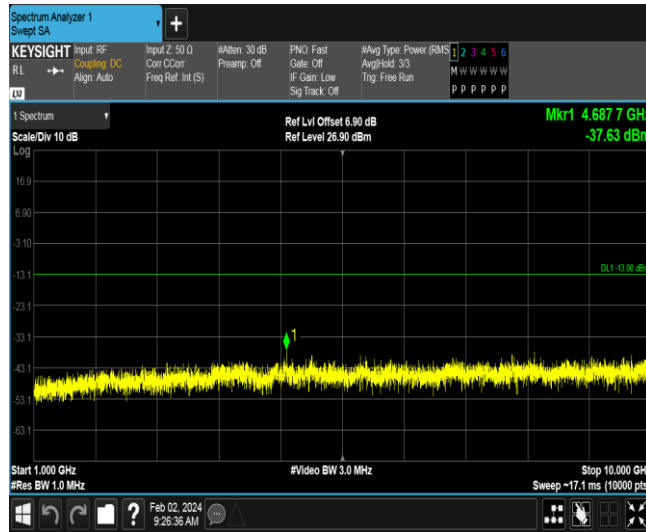 Spectrum Analyzer 1
Swept SA
+
KEYSIGHT
RL
LXI
Input: RF
Coupling: DC
Align: Auto
Input Z: 50 Ω
Corr CCorr
Freq Ref: Int (S)
#Atten: 30 dB
Preamp: Off
PNO: Fast
Gate: Off
IF Gain: Low
Sig Track: Off
#Avg Type: Power (RMS
Avg|Hold: 3/3
Trig: Free Run
1 2 3 4 5 6
M W W W W W
P P P P P P
1 Spectrum
Scale/Div 10 dB
Log
Ref Lvl Offset 6.90 dB
Ref Level 26.90 dBm
Mkr1 4.687 7 GHz
-37.63 dBm
16.9
6.90
-3.10
-13.1
DL1 -13.00 dBm
-23.1
-33.1
1
-43.1
-53.1
-63.1
Start 1.000 GHz
#Video BW 3.0 MHz
Stop 10.000 GHz
#Res BW 1.0 MHz
Sweep ~17.1 ms (10000 pts
?
Feb 02, 2024
9:26:36 AM